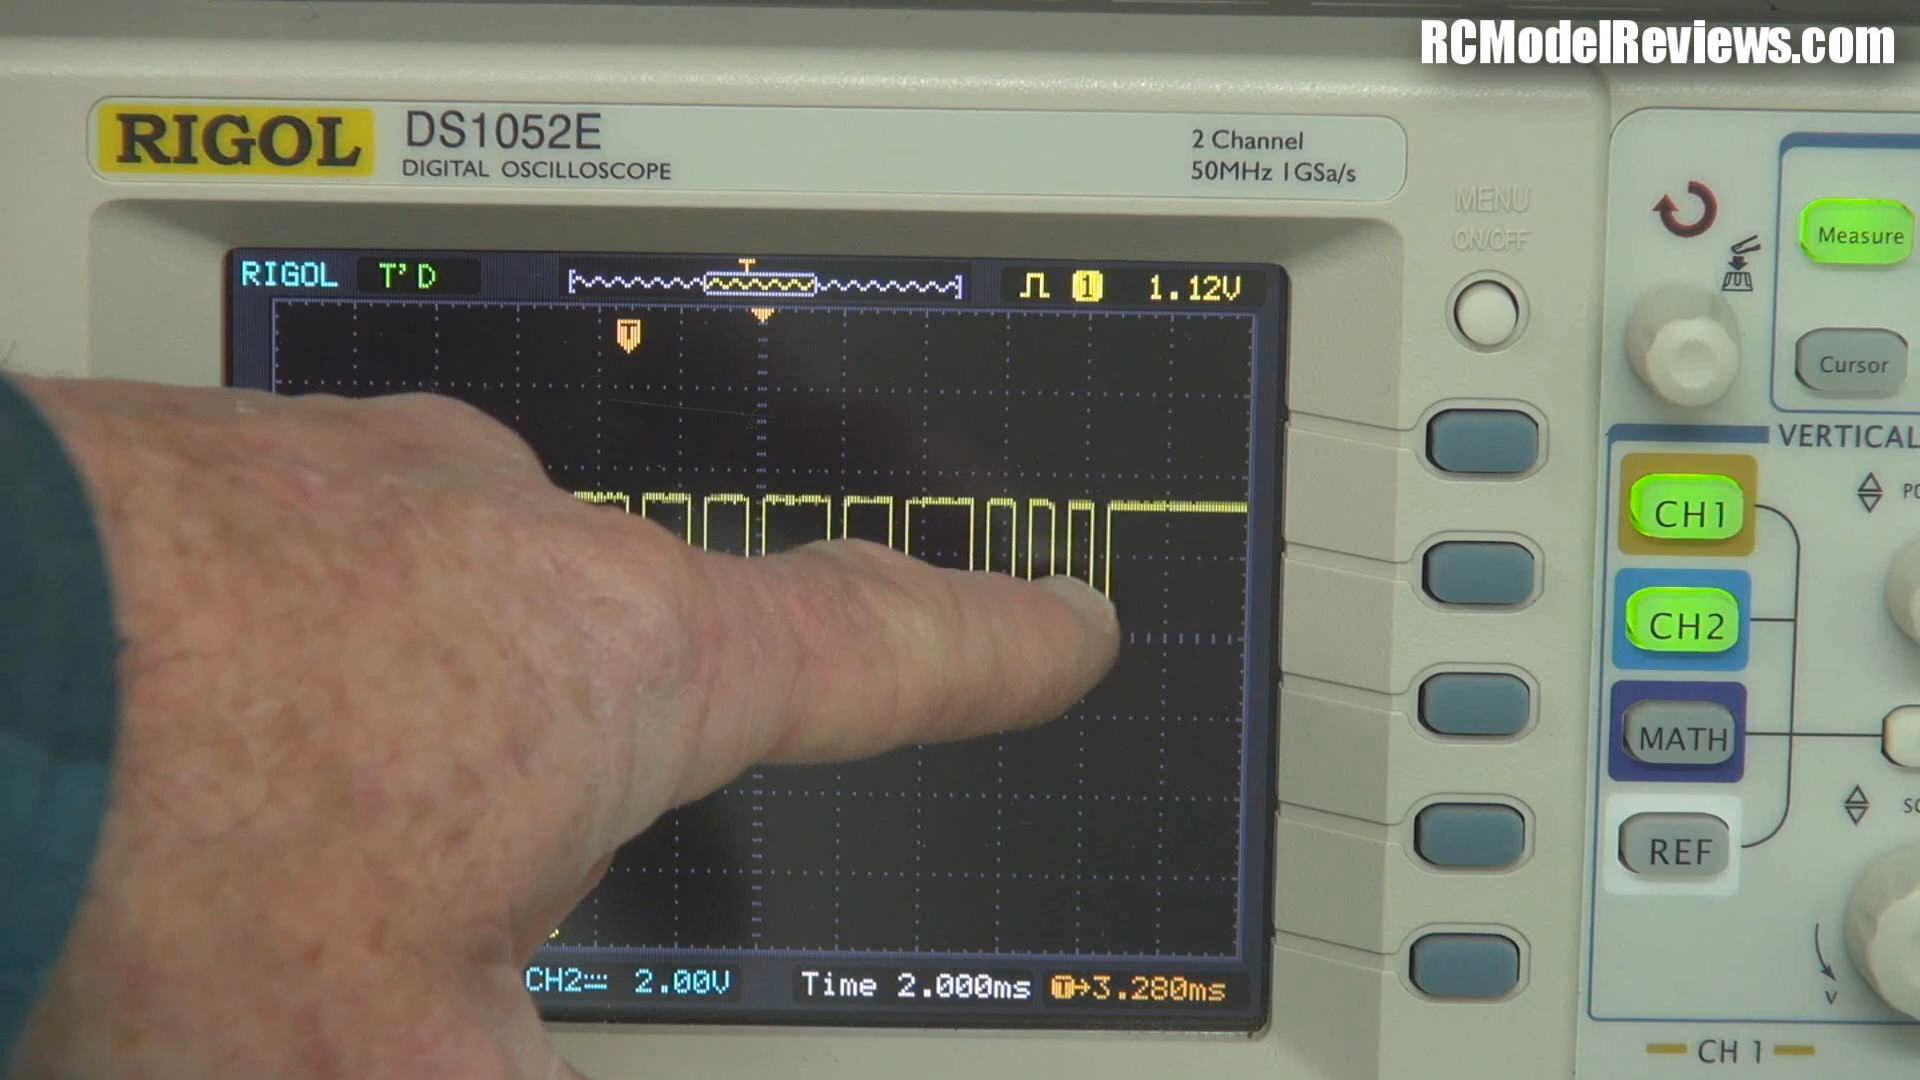 RCModelReviews.com
RIGOL
DS1052E
DIGITAL OSCILLOSCOPE
2 Channel
50MHz 1GSa/s
MENU
ON/OFF
Measure
Cursor
RIGOL T'D
T
1 1.12V
T
VERTICAL
CH1
CH2
MATH
REF
CH2 2.00V Time 2.000ms T→3.280ms
V
CH 1